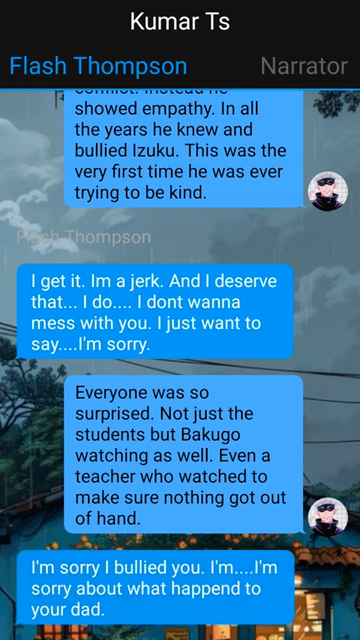 Kumar Ts
Flash Thompson
Narrator
conflict. Instead he
showed empathy. In all
the years he knew and
bullied Izuku. This was the
very first time he was ever
trying to be kind.
Flash Thompson
I get it. Im a jerk. And I deserve
that... I do.... I dont wanna
mess with you. I just want to
say....I'm sorry.
Everyone was so
surprised. Not just the
students but Bakugo
watching as well. Even a
teacher who watched to
make sure nothing got out
of hand.
I'm sorry I bullied you. I'm....I'm
sorry about what happend to
your dad.